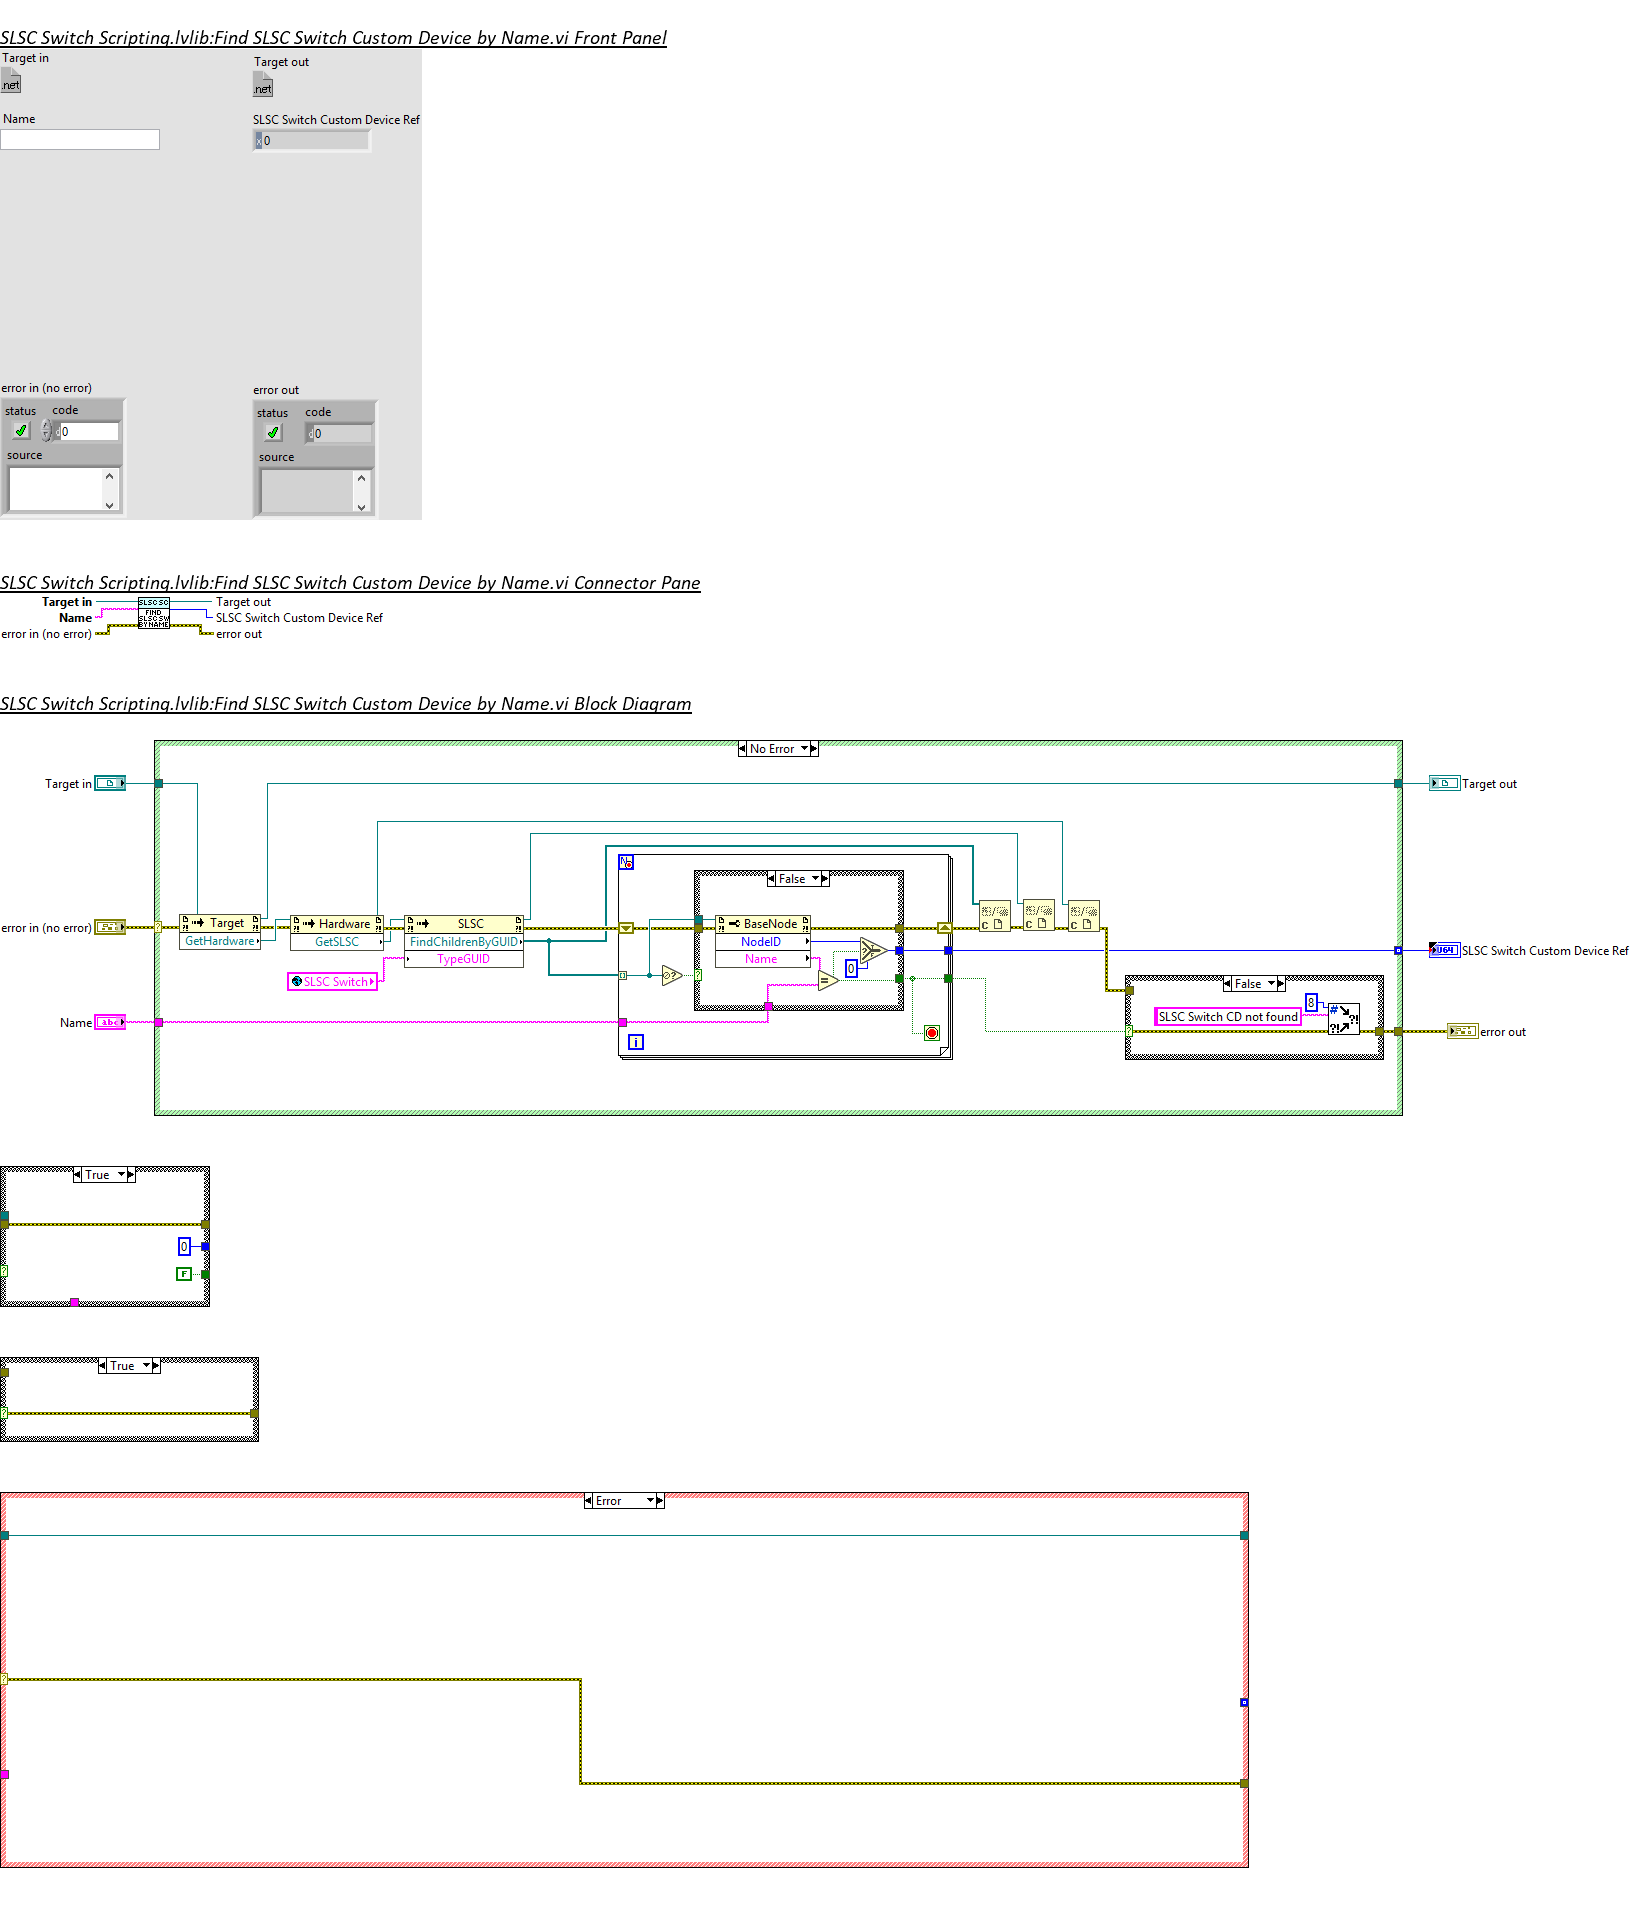 SLSC Switch Scripting.lvlib:Find SLSC Switch Custom Device by Name.vi Front Panel
Target in
Target out
.net
.net
Name
SLSC Switch Custom Device Ref
x 0
error in (no error)
error out
status code
status code
d 0
d 0
source
source
SLSC Switch Scripting.lvlib:Find SLSC Switch Custom Device by Name.vi Connector Pane
Target in
SLSC SC
Target out
Name
FIND
SLSC SW
BY NAME
SLSC Switch Custom Device Ref
error in (no error)
error out
SLSC Switch Scripting.lvlib:Find SLSC Switch Custom Device by Name.vi Block Diagram
No Error
Target in
Target out
N
False
error in (no error)
Target
GetHardware
Hardware
GetSLSC
SLSC
FindChildrenByGUID
TypeGUID
BaseNode
NodeID
Name
0
=
SLSC Switch
C
C
C
U64
SLSC Switch Custom Device Ref
False
8
SLSC Switch CD not found
Name
abc
i
error out
True
0
F
True
Error